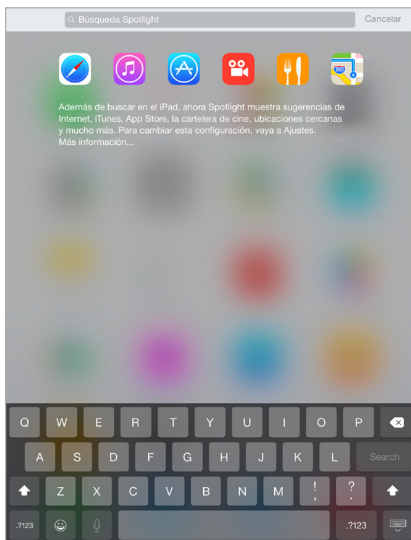 Búsqueda Spotlight
Cancelar
Además de buscar en el iPad, ahora Spotlight muestra sugerencias de
Internet, iTunes, App Store, la cartelera de cine, ubicaciones cercanas
y mucho más. Para cambiar esta configuración, vaya a Ajustes.
Más información...
Q W E R T Y U I O P
A S D F G H J K L Search
Z X C V B N M ! , ? .
.?123 .?123